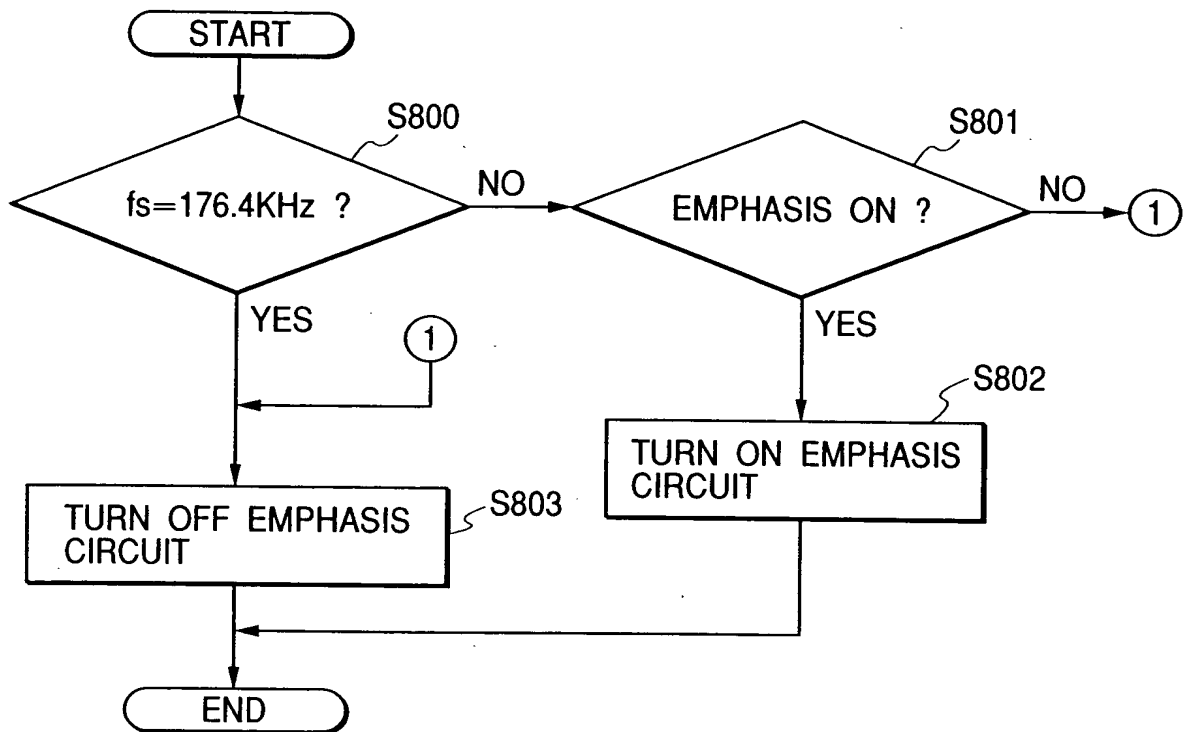 START
S800
fs=176.4KHz ?
NO
S801
EMPHASIS ON ?
NO
1
YES
1
YES
S802
TURN ON EMPHASIS
CIRCUIT
S803
TURN OFF EMPHASIS
CIRCUIT
END